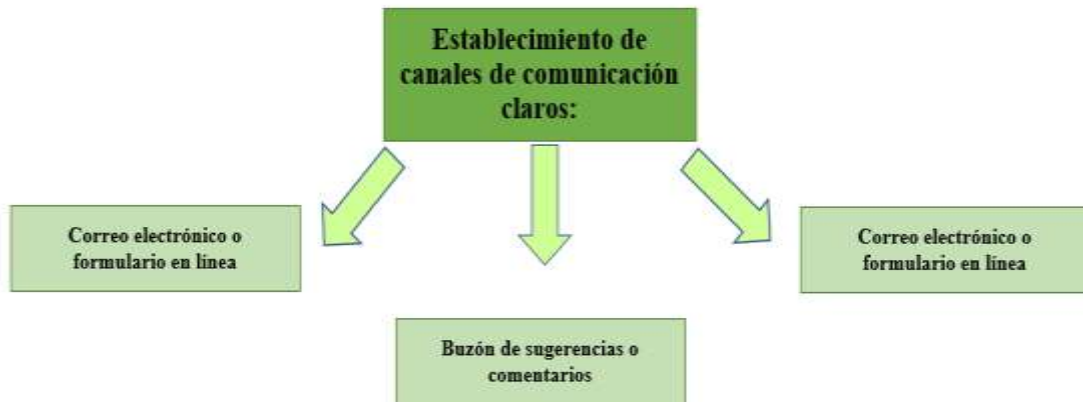 Establecimiento de
canales de comunicación
claros:
Correo electrónico o
formulario en línea
Correo electrónico o
formulario en línea
Buzón de sugerencias o
comentarios